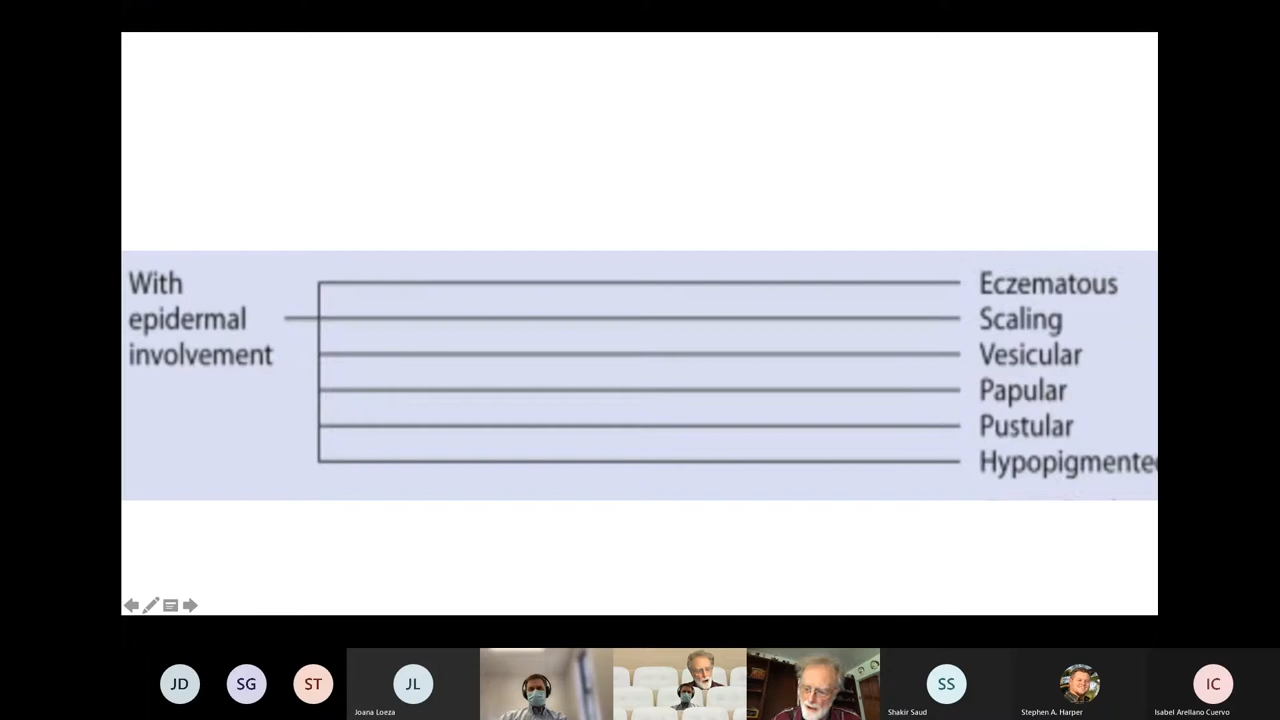 With
epidermal
involvement
Eczematous
Scaling
Vesicular
Papular
Pustular
Hypopigmented
JD
SG
ST
JL
Joana Loeza
SS
Shakir Saud
Stephen A. Harper
IC
Isabel Arellano Cuervo